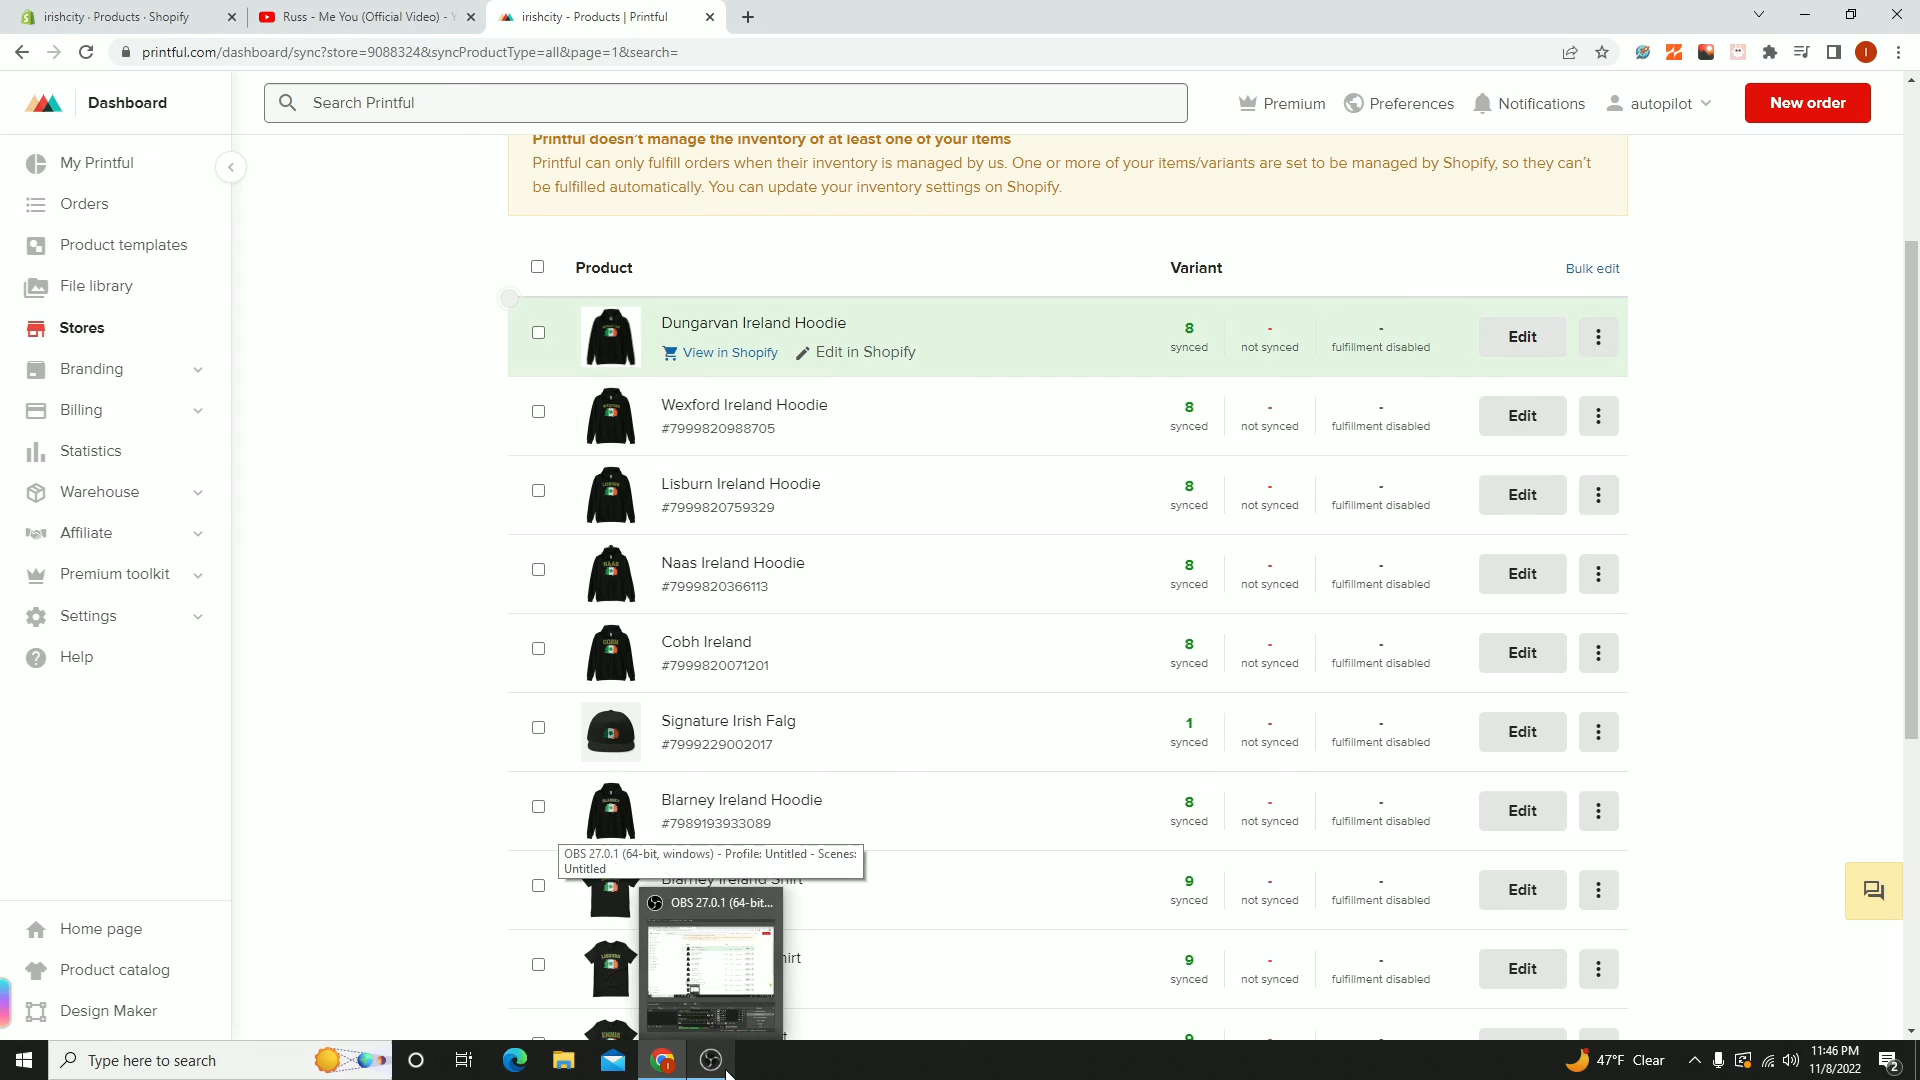 irishcity · Products · Shopify
Russ - Me You (Official Video) - Y
irishcity - Products | Printful
printful.com/dashboard/sync?store=9088324&syncProductType=all&page=1&search=
I
Dashboard
Search Printful
Premium
Preferences
Notifications
autopilot
New order
My Printful
Orders
Product templates
File library
Stores
Branding
Billing
Statistics
Warehouse
Affiliate
Premium toolkit
Settings
Help
Home page
Product catalog
Design Maker
Printful doesn't manage the inventory of at least one of your items
Printful can only fulfill orders when their inventory is managed by us. One or more of your items/variants are set to be managed by Shopify, so they can't
be fulfilled automatically. You can update your inventory settings on Shopify.
Product
Variant
Bulk edit
Dungarvan Ireland Hoodie
View in Shopify
Edit in Shopify
8
synced
-
not synced
-
fulfillment disabled
Edit
Wexford Ireland Hoodie
#7999820988705
8
synced
-
not synced
-
fulfillment disabled
Edit
Lisburn Ireland Hoodie
#7999820759329
8
synced
-
not synced
-
fulfillment disabled
Edit
Naas Ireland Hoodie
#7999820366113
8
synced
-
not synced
-
fulfillment disabled
Edit
Cobh Ireland
#7999820071201
8
synced
-
not synced
-
fulfillment disabled
Edit
Signature Irish Falg
#7999229002017
1
synced
-
not synced
-
fulfillment disabled
Edit
Blarney Ireland Hoodie
#7989193933089
8
synced
-
not synced
-
fulfillment disabled
Edit
OBS 27.0.1 (64-bit, windows) - Profile: Untitled - Scenes:
Untitled
Blarney Ireland Shirt
9
synced
-
not synced
-
fulfillment disabled
Edit
OBS 27.0.1 (64-bit...
9
synced
-
not synced
-
fulfillment disabled
Edit
9
Type here to search
47°F Clear
11:46 PM
11/8/2022
2